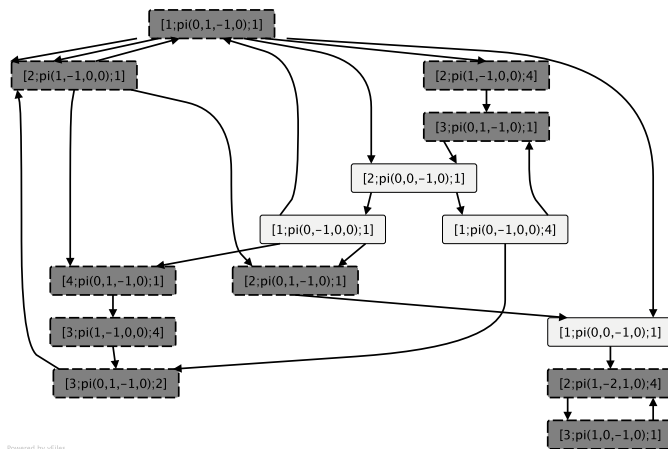 [1;pi(0,1,−1,0);1]
[2;pi(1,−1,0,0);1]
[2;pi(1,−1,0,0);4]
[3;pi(0,1,−1,0);1]
[2;pi(0,0,−1,0);1]
[1;pi(0,−1,0,0);1]
[1;pi(0,−1,0,0);4]
[4;pi(0,1,−1,0);1]
[2;pi(0,1,−1,0);1]
[3;pi(1,−1,0,0);4]
[1;pi(0,0,−1,0);1]
[3;pi(0,1,−1,0);2]
[2;pi(1,−2,1,0);4]
[3;pi(1,0,−1,0);1]
Powered by yFiles